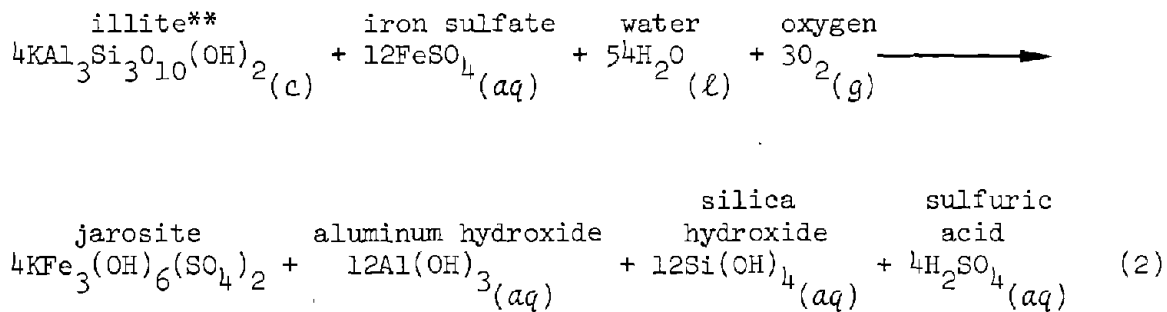 illite** iron sulfate water oxygen
4KAl₃Si₃O₁₀(OH)₂(c) + 12FeSO₄(aq) + 54H₂O(ℓ) + 3O₂(g) ⟶
silica sulfuric
jarosite aluminum hydroxide hydroxide acid
4KFe₃(OH)₆(SO₄)₂ + 12Al(OH)₃(aq) + 12Si(OH)₄(aq) + 4H₂SO₄(aq) (2)